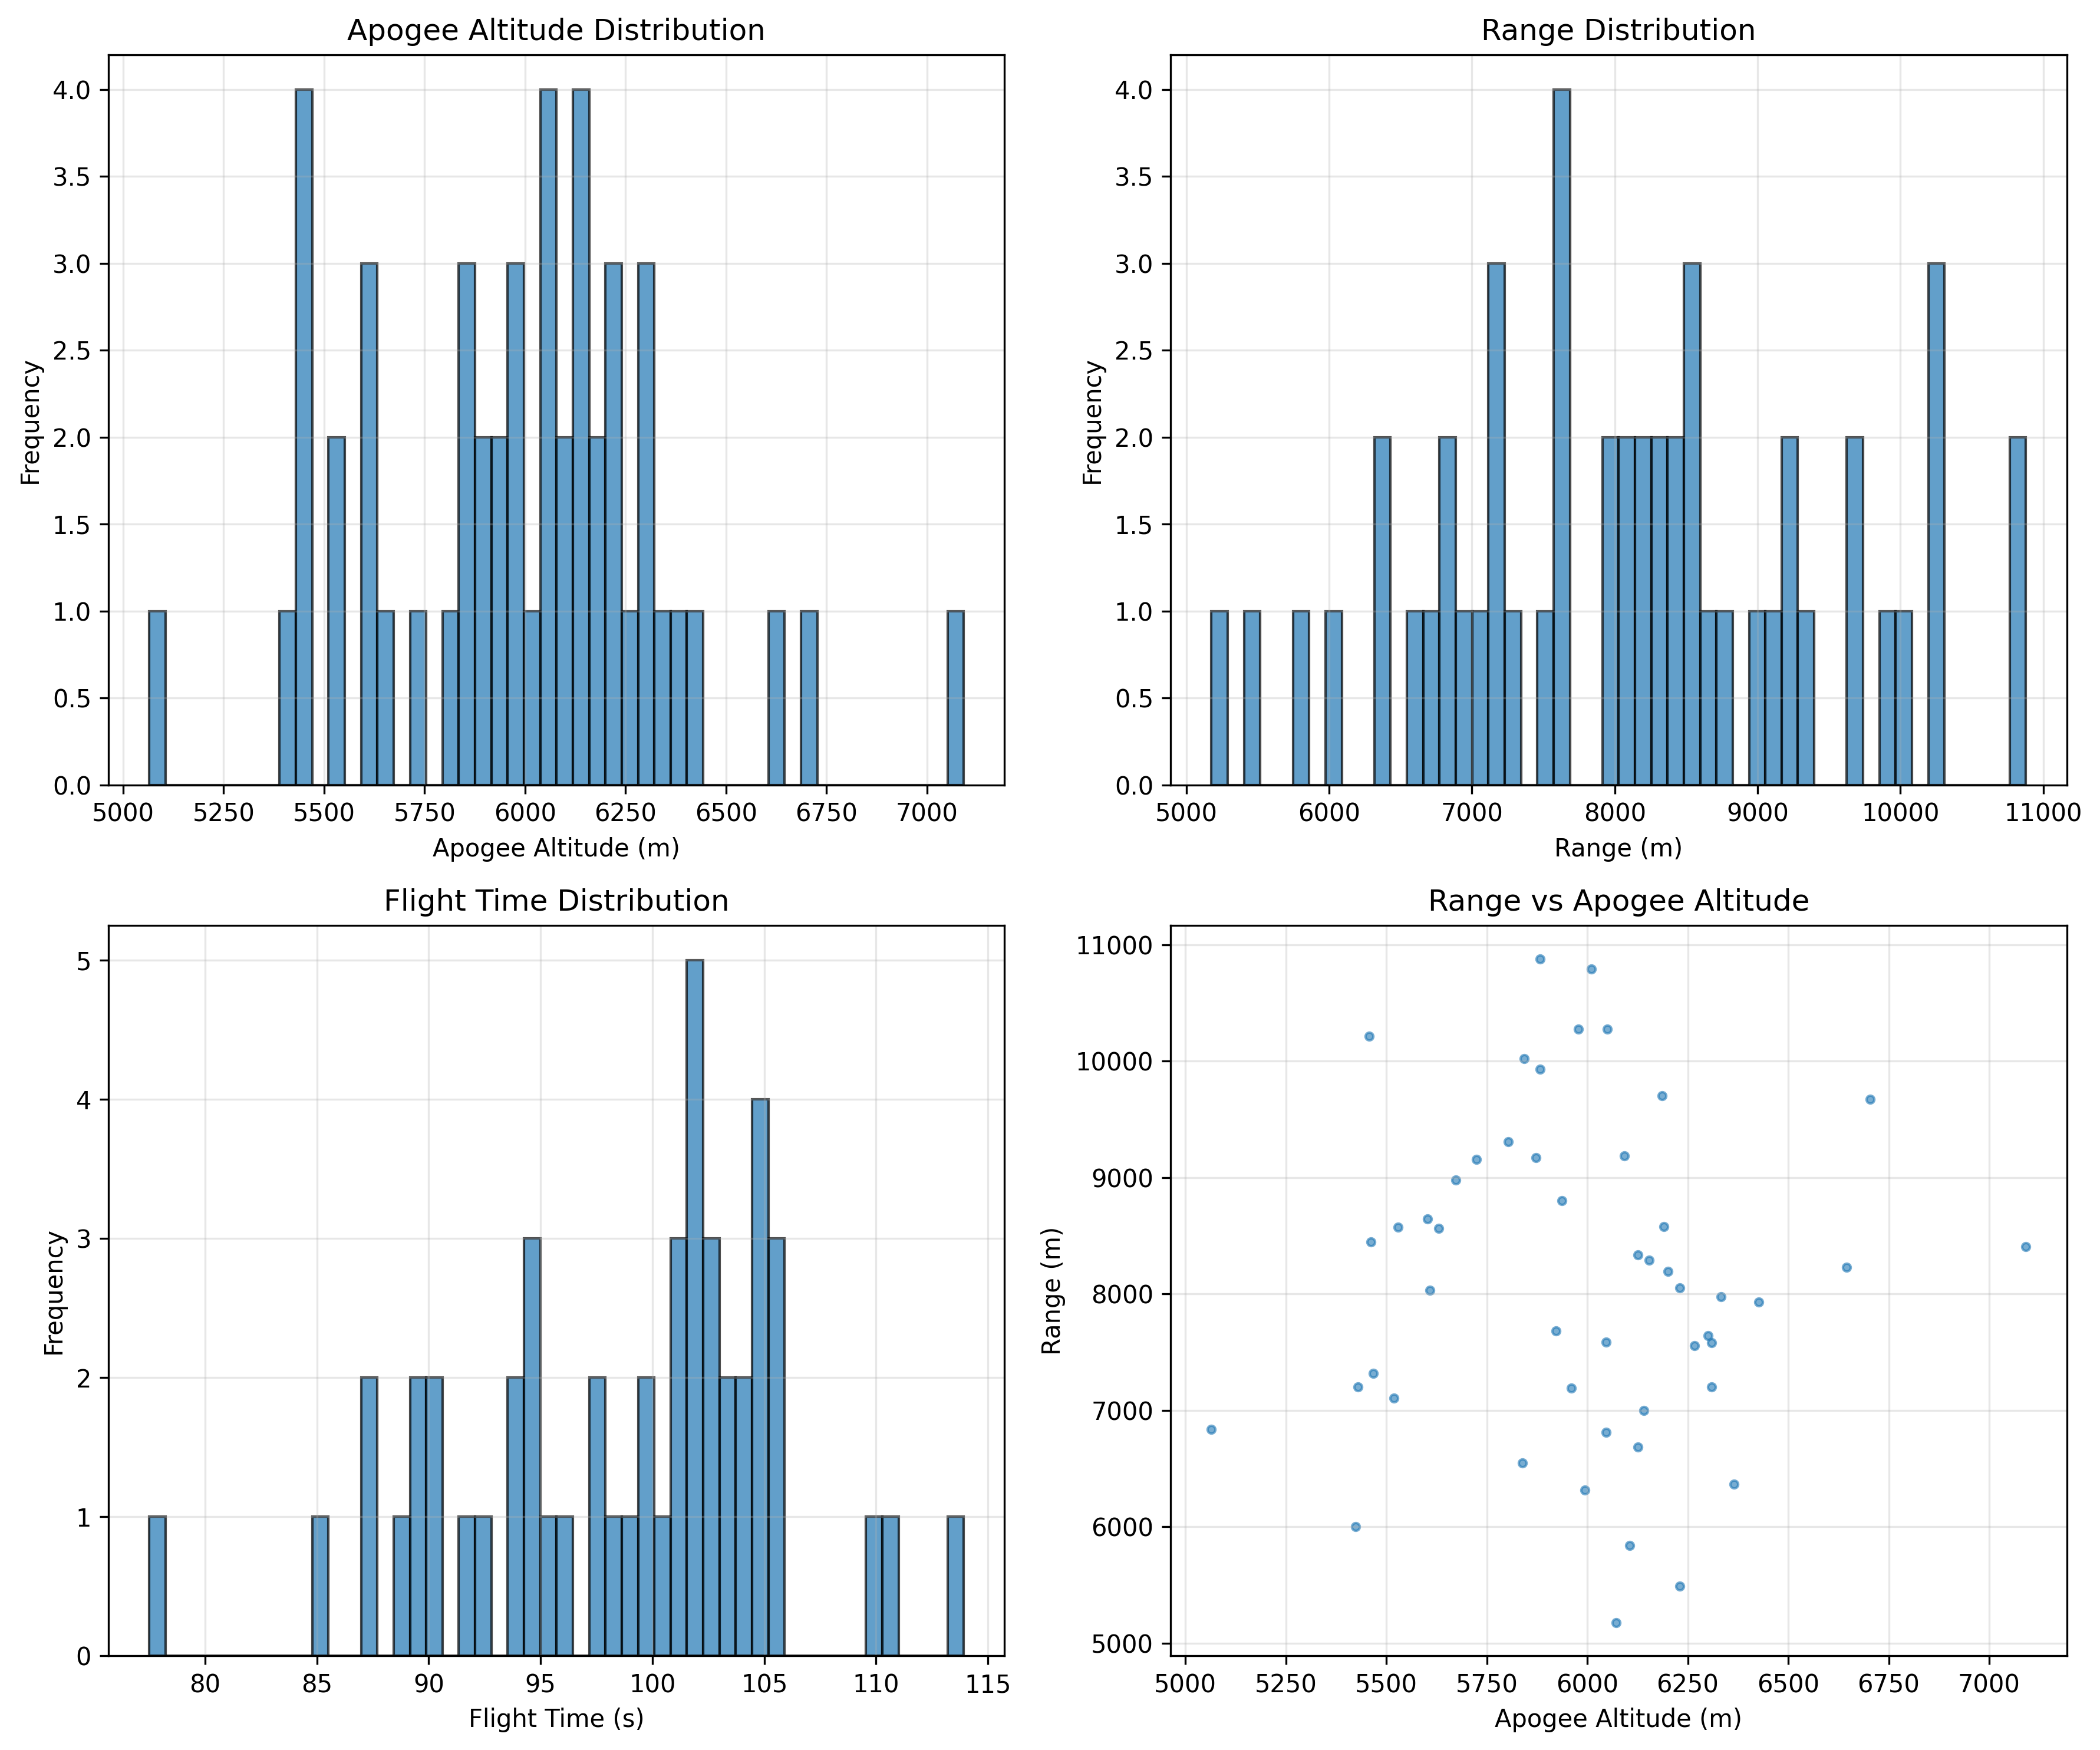 Apogee Altitude Distribution
4.0
3.5
3.0
2.5
2.0
1.5
1.0
0.5
0.0
Frequency
5000 5250 5500 5750 6000 6250 6500 6750 7000
Apogee Altitude (m)
Range Distribution
4.0
3.5
3.0
2.5
2.0
1.5
1.0
0.5
0.0
Frequency
5000 6000 7000 8000 9000 10000 11000
Range (m)
Flight Time Distribution
5
4
3
2
1
0
Frequency
80 85 90 95 100 105 110 115
Flight Time (s)
Range vs Apogee Altitude
11000
10000
9000
8000
7000
6000
5000
Range (m)
5000 5250 5500 5750 6000 6250 6500 6750 7000
Apogee Altitude (m)